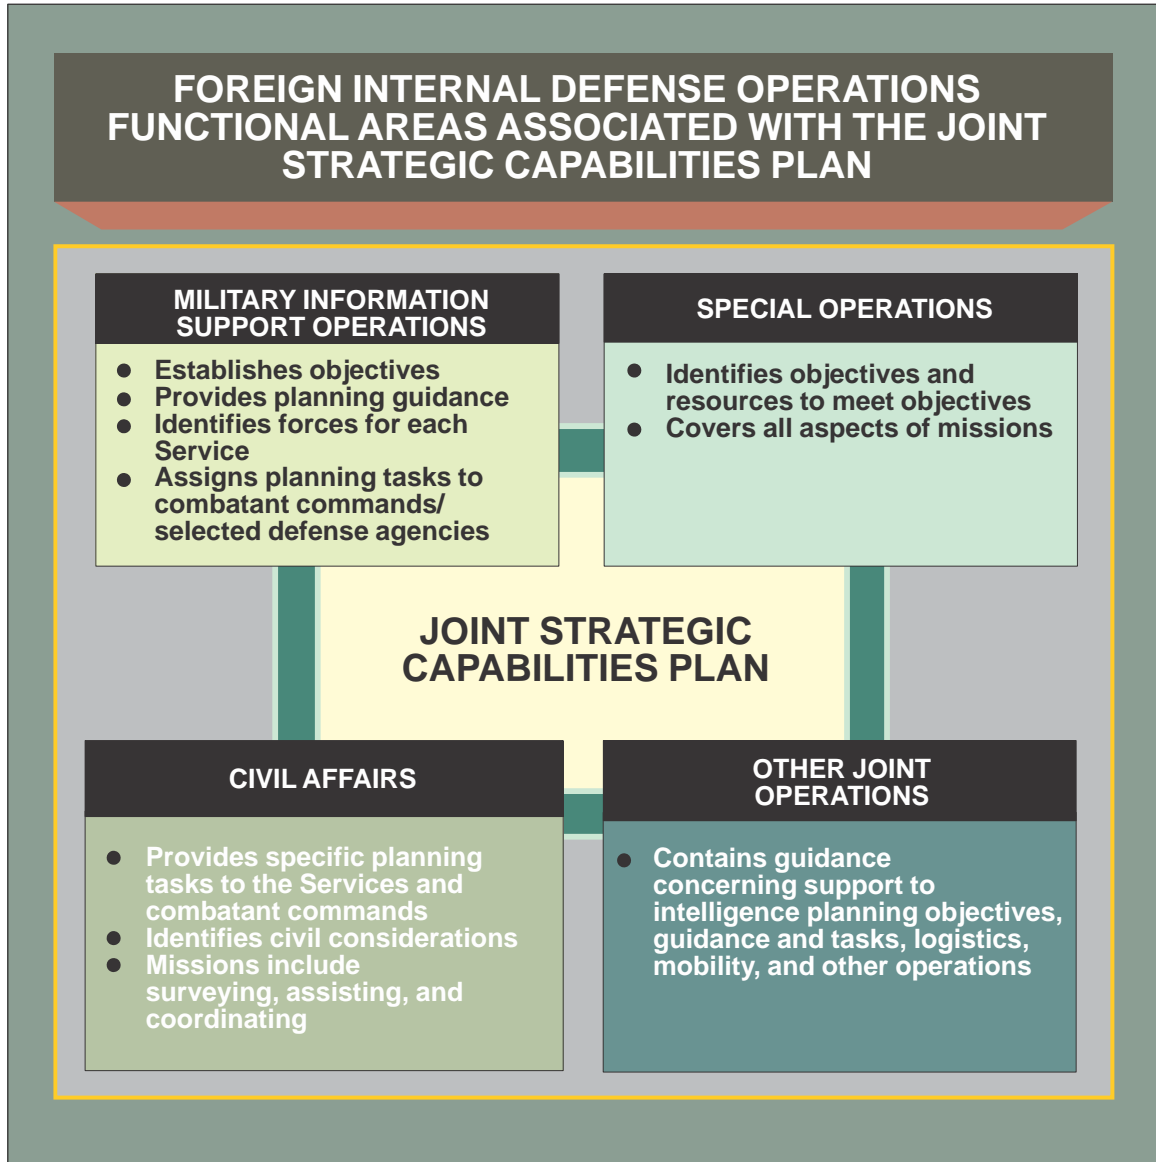 FOREIGN INTERNAL DEFENSE OPERATIONS
FUNCTIONAL AREAS ASSOCIATED WITH THE JOINT
STRATEGIC CAPABILITIES PLAN
MILITARY INFORMATION
SUPPORT OPERATIONS
● Establishes objectives
● Provides planning guidance
● Identifies forces for each
Service
● Assigns planning tasks to
combatant commands/
selected defense agencies
SPECIAL OPERATIONS
● Identifies objectives and
resources to meet objectives
● Covers all aspects of missions
JOINT STRATEGIC
CAPABILITIES PLAN
CIVIL AFFAIRS
● Provides specific planning
tasks to the Services and
combatant commands
● Identifies civil considerations
● Missions include
surveying, assisting, and
coordinating
OTHER JOINT
OPERATIONS
● Contains guidance
concerning support to
intelligence planning objectives,
guidance and tasks, logistics,
mobility, and other operations